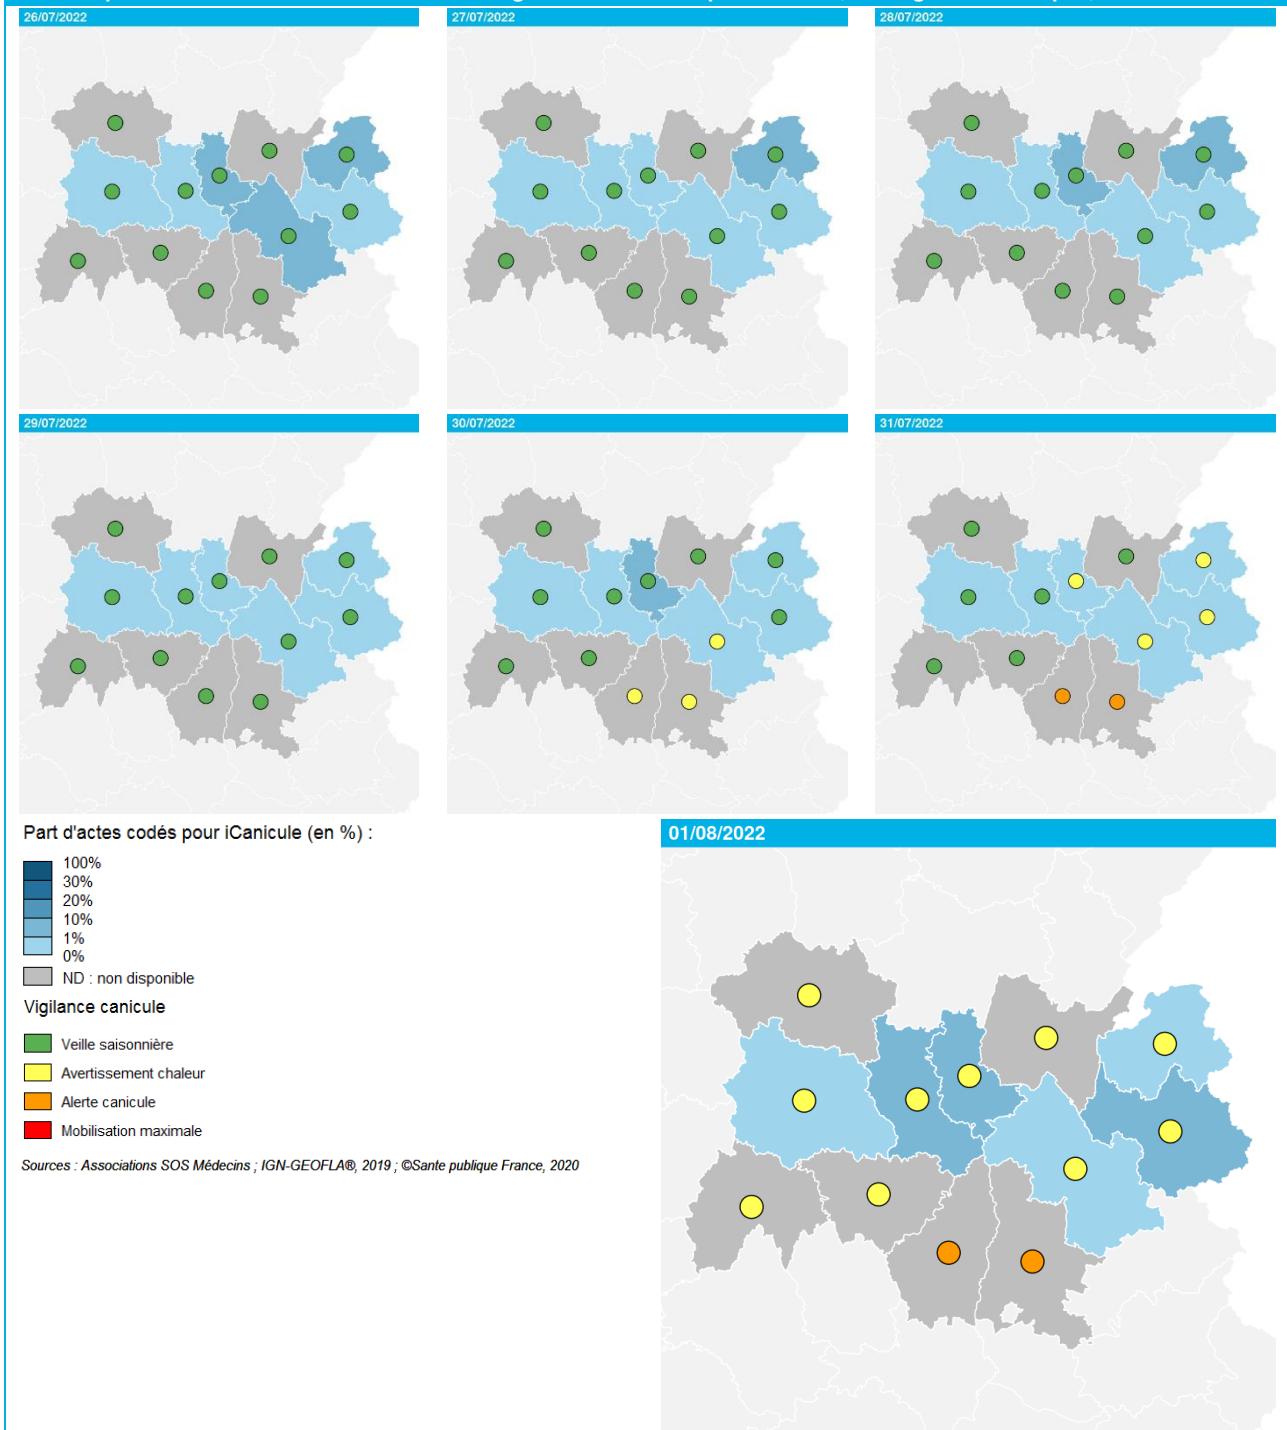 26/07/2022
27/07/2022
28/07/2022
29/07/2022
30/07/2022
31/07/2022
Part d'actes codés pour iCanicule (en %) :
100%
30%
20%
10%
1%
0%
ND : non disponible
Vigilance canicule
Veille saisonnière
Avertissement chaleur
Alerte canicule
Mobilisation maximale
Sources : Associations SOS Médecins ; IGN-GEOFLA®, 2019 ; ©Sante publique France, 2020
01/08/2022